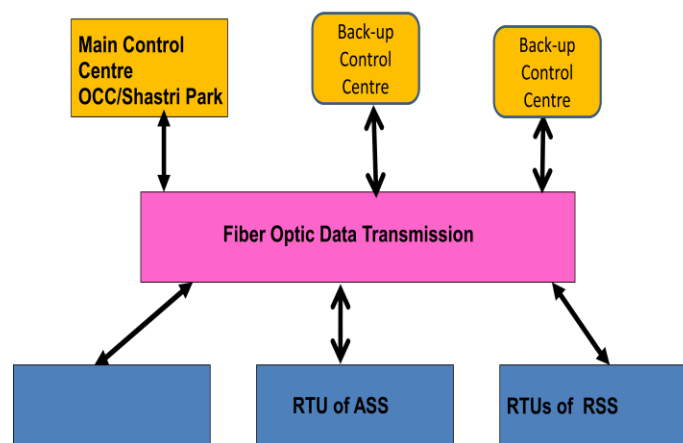 Main Control
Centre
OCC/Shastri Park
Back-up
Control
Centre
Back-up
Control
Centre
Fiber Optic Data Transmission
RTU of ASS
RTUs of RSS